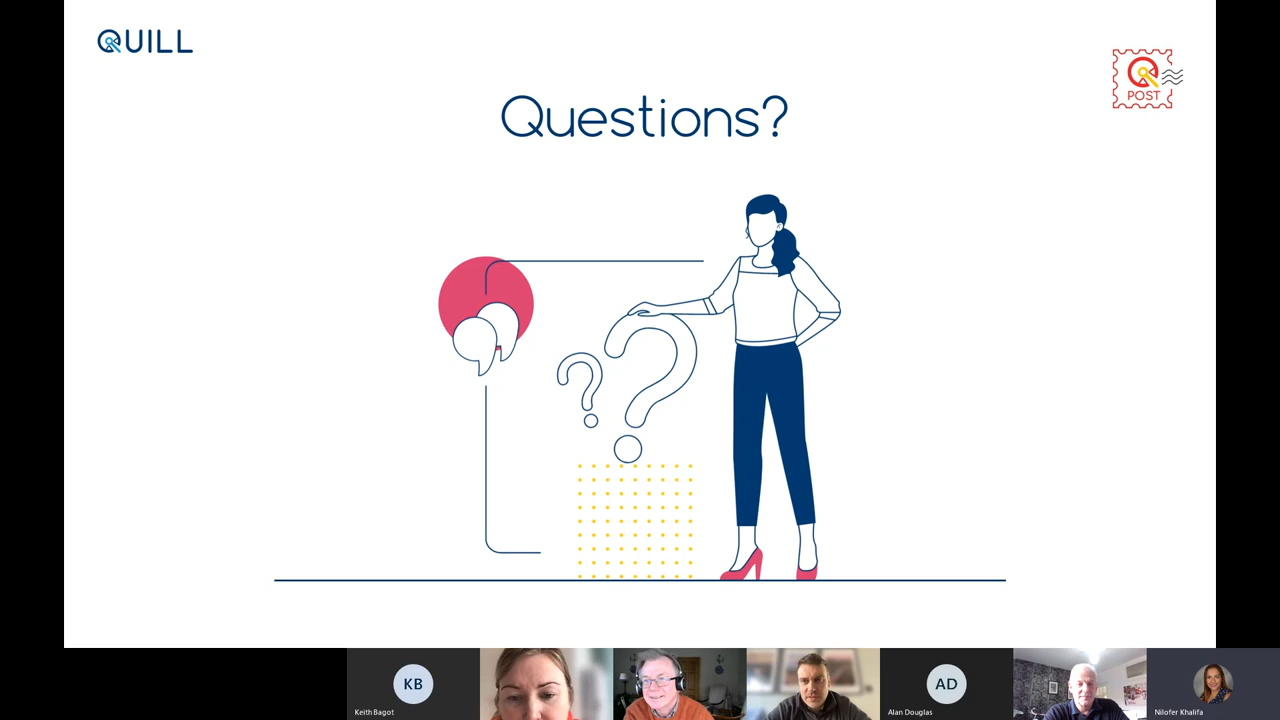 QUILL
POST
Questions?
KB
AD
Keith Bagot
Alan Douglas
Nilofer Khalifa